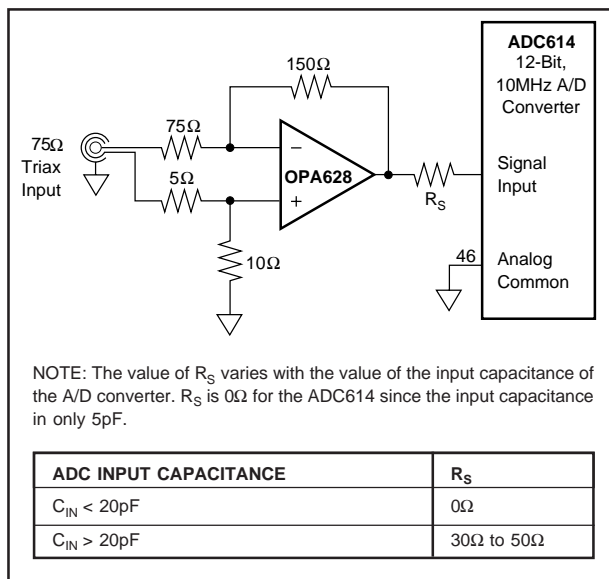 ADC614
12-Bit,
10MHz A/D
Converter
150Ω
75Ω
75Ω
Triax
Input
5Ω
−
OPA628
+
R_S
Signal
Input
10Ω
46
Analog
Common
NOTE: The value of R_S varies with the value of the input capacitance of
the A/D converter. R_S is 0Ω for the ADC614 since the input capacitance
in only 5pF.
ADC INPUT CAPACITANCE R_S
C_IN < 20pF 0Ω
C_IN > 20pF 30Ω to 50Ω